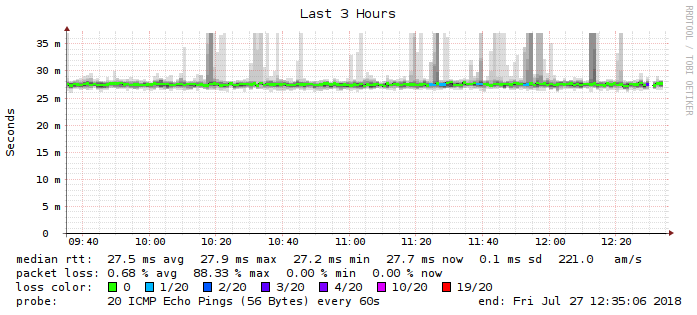 Last 3 Hours
RRDTOOL / TOBI OETIKER
Seconds
35 m
30 m
25 m
20 m
15 m
10 m
5 m
0
09:40 10:00 10:20 10:40 11:00 11:20 11:40 12:00 12:20
median rtt: 27.5 ms avg 27.9 ms max 27.2 ms min 27.7 ms now 0.1 ms sd 221.0 am/s
packet loss: 0.68 % avg 88.33 % max 0.00 % min 0.00 % now
loss color: 0 1/20 2/20 3/20 4/20 10/20 19/20
probe: 20 ICMP Echo Pings (56 Bytes) every 60s end: Fri Jul 27 12:35:06 2018